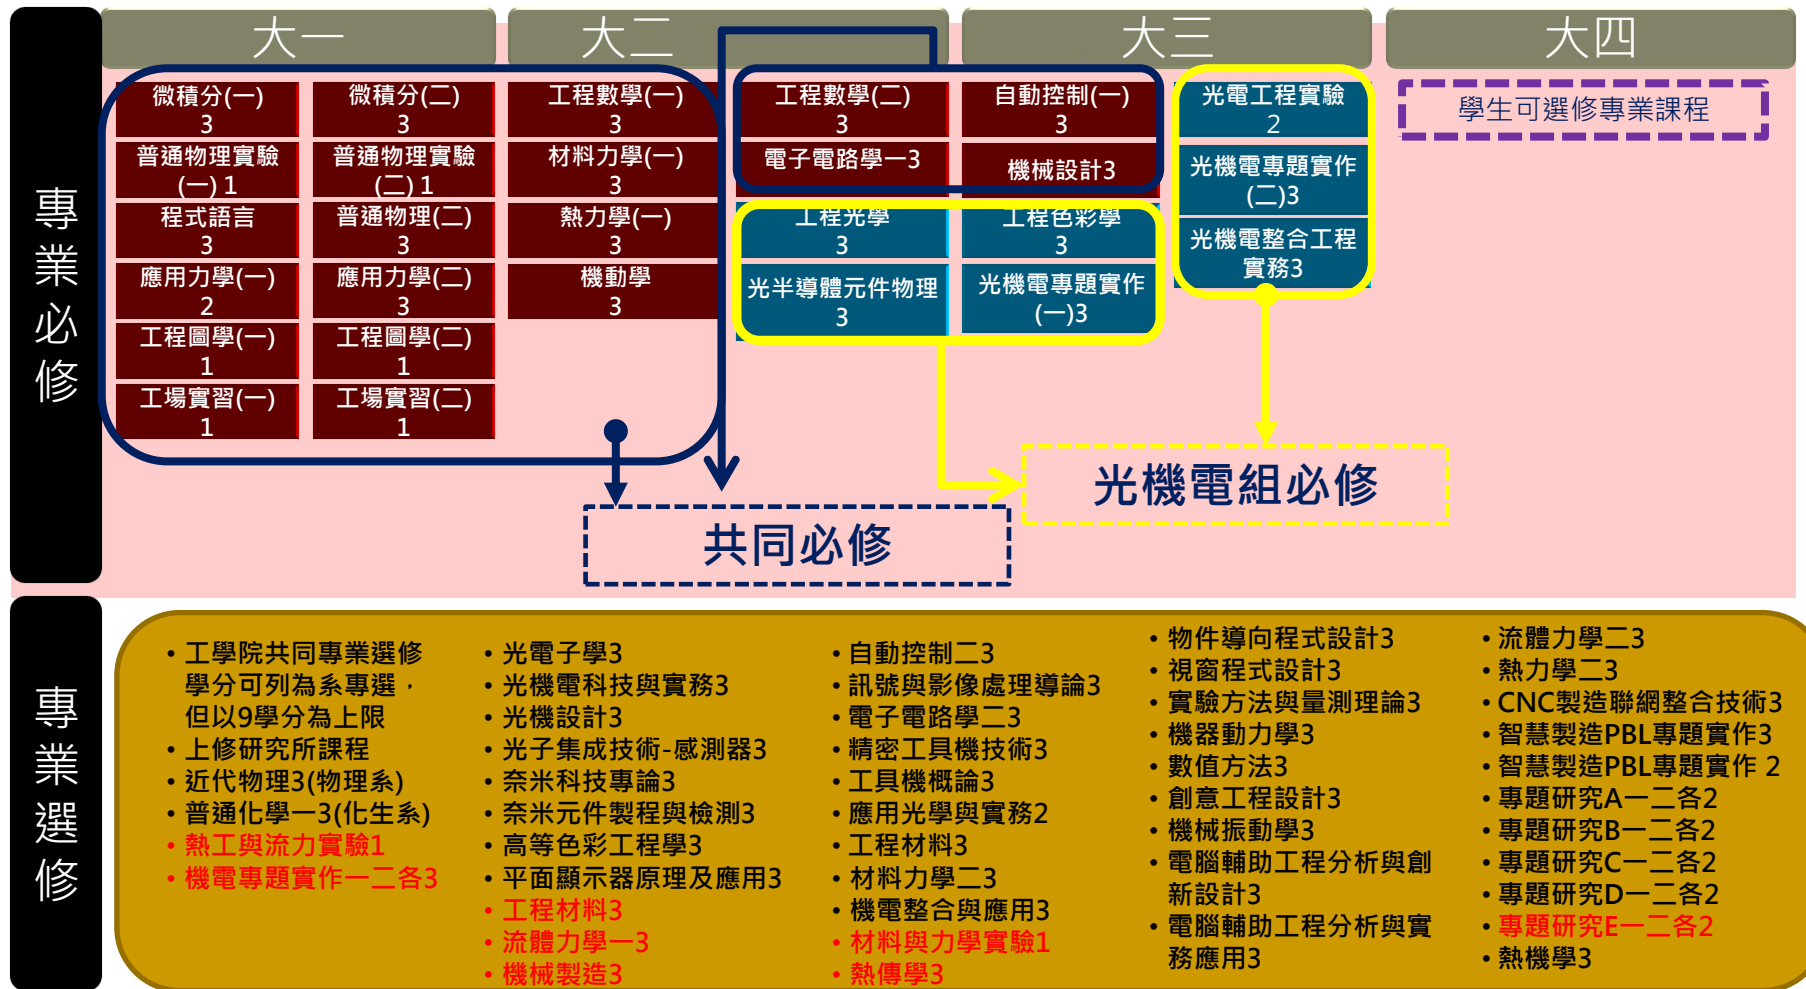 大一
大二
大三
大四
專業必修
微積分(一)
3
普通物理實驗
(一) 1
程式語言
3
應用力學(一)
2
工程圖學(一)
1
工場實習(一)
1
微積分(二)
3
普通物理實驗
(二) 1
普通物理(二)
3
應用力學(二)
3
工程圖學(二)
1
工場實習(二)
1
工程數學(一)
3
材料力學(一)
3
熱力學(一)
3
機動學
3
工程數學(二)
3
電子電路學一3
工程光學
3
光半導體元件物理
3
自動控制(一)
3
機械設計3
工程色彩學
3
光機電專題實作
(一)3
光電工程實驗
2
光機電專題實作
(二)3
光機電整合工程
實務3
學生可選修專業課程
光機電組必修
共同必修
專業選修
• 工學院共同專業選修
學分可列為系專選，
但以9學分為上限
• 上修研究所課程
• 近代物理3(物理系)
• 普通化學一3(化生系)
• 熱工與流力實驗1
• 機電專題實作一二各3
• 光電子學3
• 光機電科技與實務3
• 光機設計3
• 光子集成技術-感測器3
• 奈米科技專論3
• 奈米元件製程與檢測3
• 高等色彩工程學3
• 平面顯示器原理及應用3
• 工程材料3
• 流體力學一3
• 機械製造3
• 自動控制二3
• 訊號與影像處理導論3
• 電子電路學二3
• 精密工具機技術3
• 工具機概論3
• 應用光學與實務2
• 工程材料3
• 材料力學二3
• 機電整合與應用3
• 材料與力學實驗1
• 熱傳學3
• 物件導向程式設計3
• 視窗程式設計3
• 實驗方法與量測理論3
• 機器動力學3
• 數值方法3
• 創意工程設計3
• 機械振動學3
• 電腦輔助工程分析與創
新設計3
• 電腦輔助工程分析與實
務應用3
• 流體力學二3
• 熱力學二3
• CNC製造聯網整合技術3
• 智慧製造PBL專題實作3
• 智慧製造PBL專題實作 2
• 專題研究A一二各2
• 專題研究B一二各2
• 專題研究C一二各2
• 專題研究D一二各2
• 專題研究E一二各2
• 熱機學3